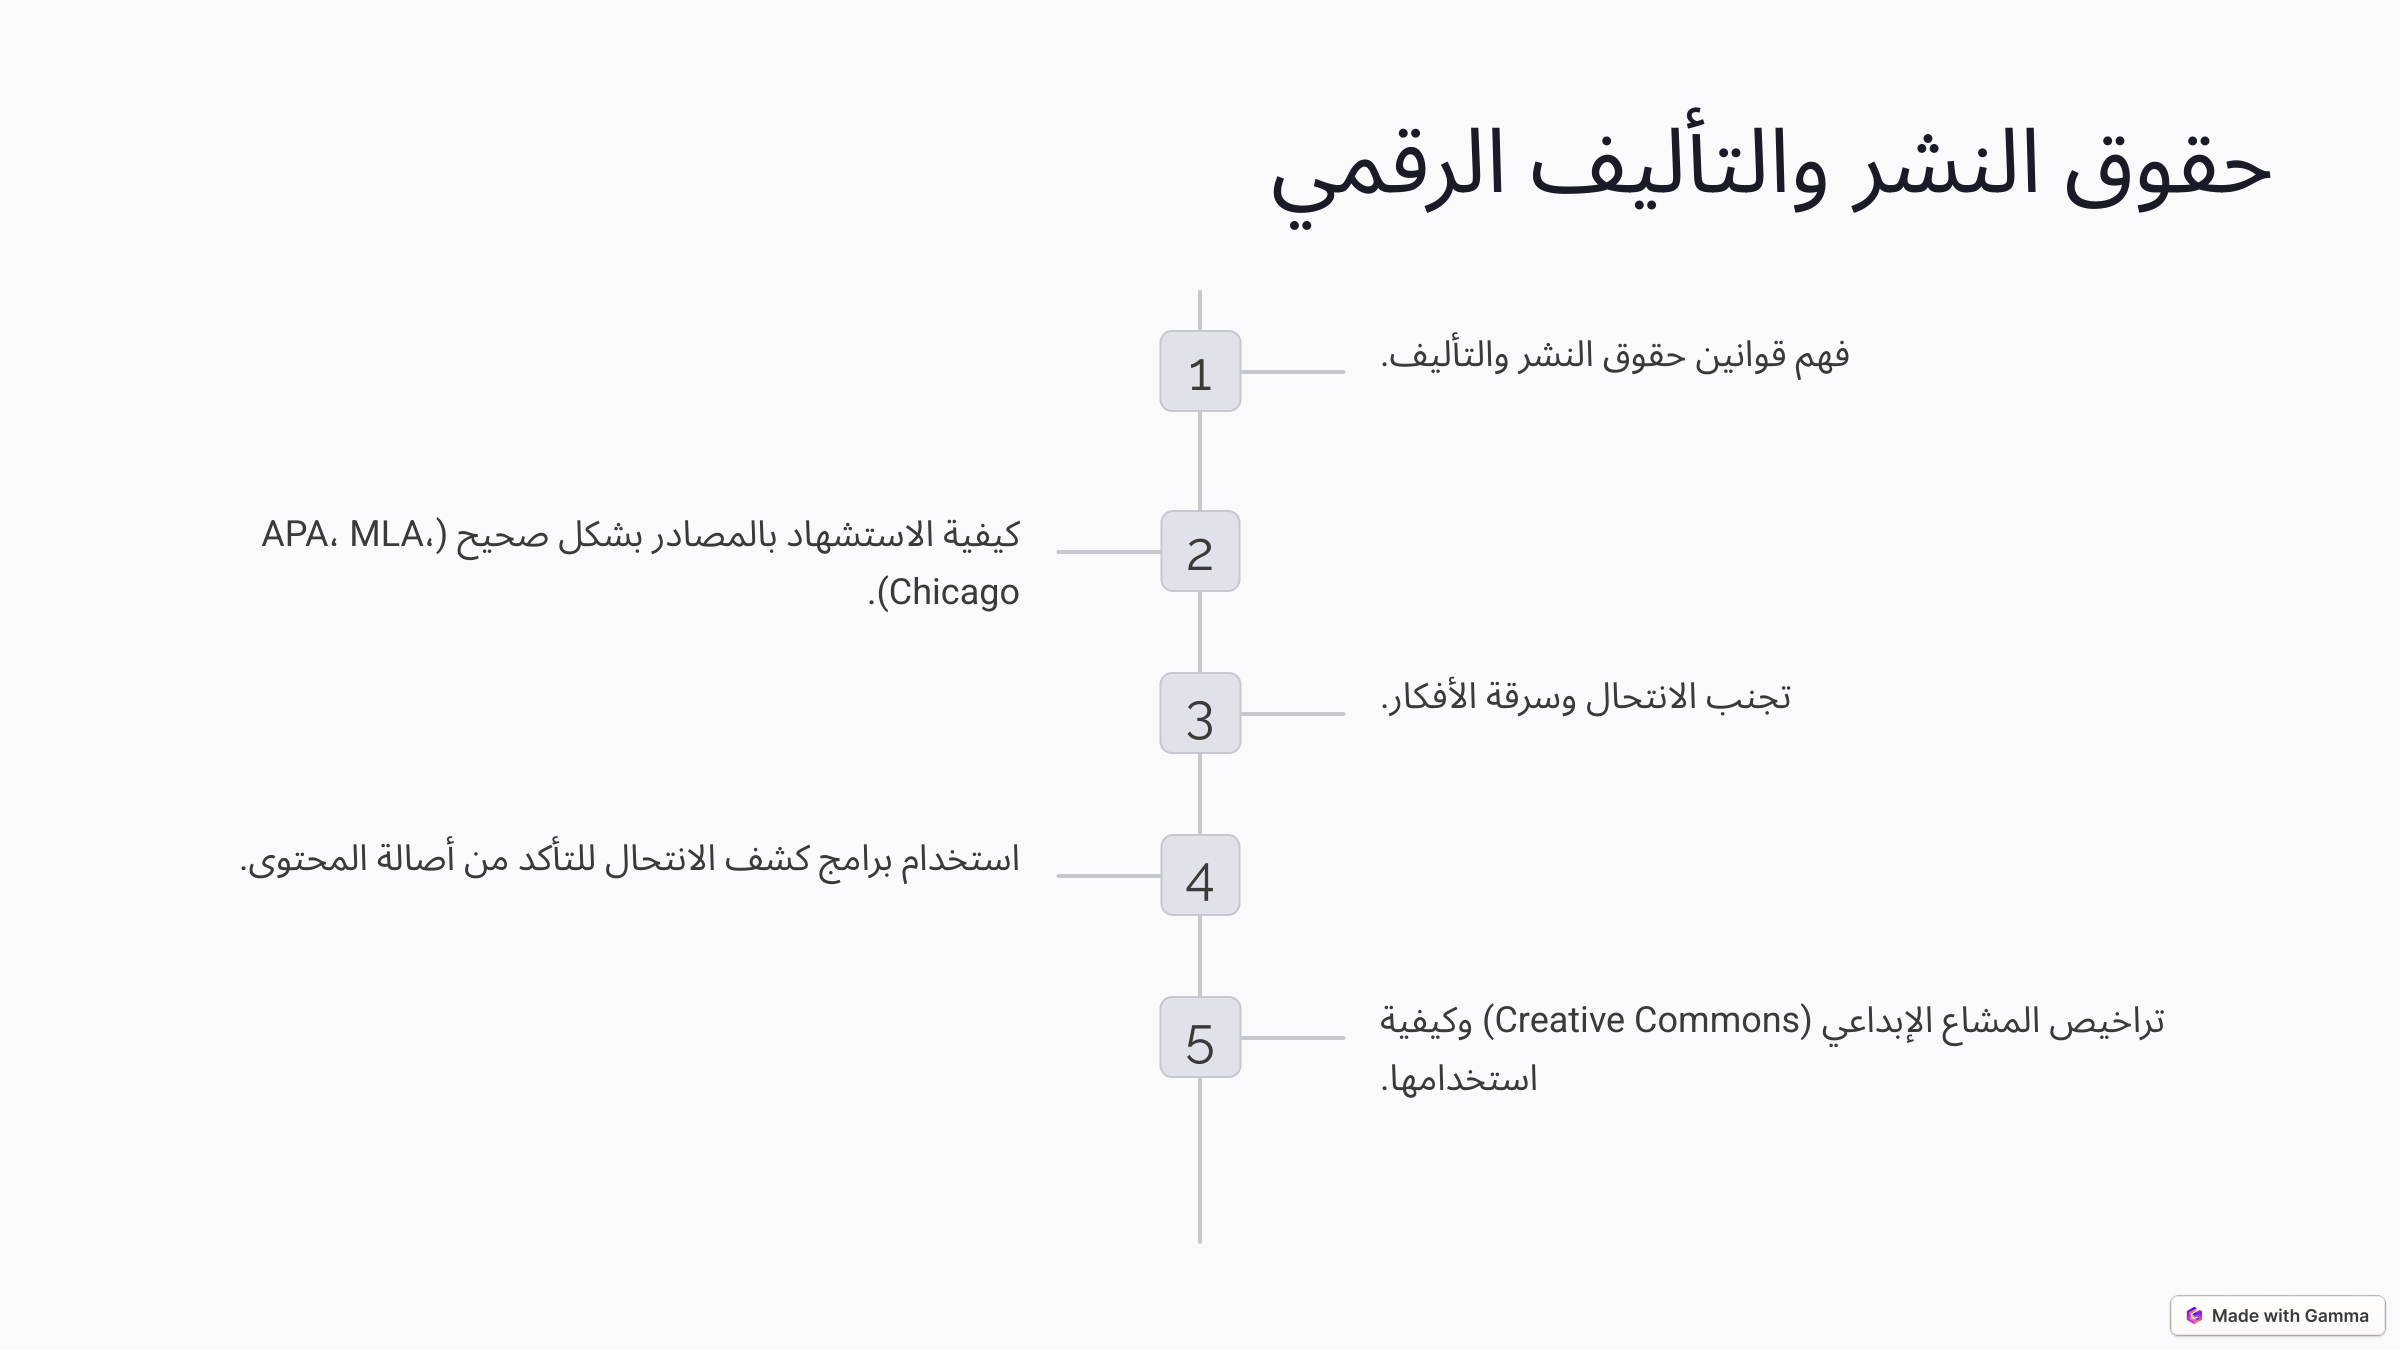 حقوق النشر والتأليف الرقمي
1
فهم قوانين حقوق النشر والتأليف.
2
كيفية الاستشهاد بالمصادر بشكل صحيح (APA، MLA،
Chicago).
3
تجنب الانتحال وسرقة الأفكار.
4
استخدام برامج كشف الانتحال للتأكد من أصالة المحتوى.
5
تراخيص المشاع الإبداعي (Creative Commons) وكيفية
استخدامها.
Made with Gamma